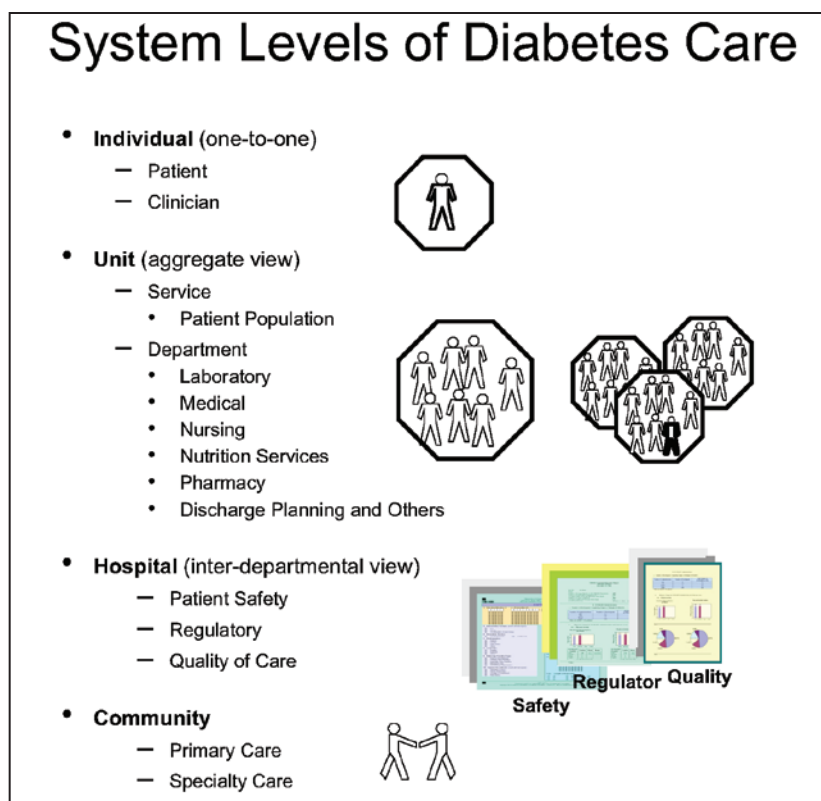 System Levels of Diabetes Care
• Individual (one-to-one)
– Patient
– Clinician
• Unit (aggregate view)
– Service
• Patient Population
– Department
• Laboratory
• Medical
• Nursing
• Nutrition Services
• Pharmacy
• Discharge Planning and Others
• Hospital (inter-departmental view)
– Patient Safety
– Regulatory
– Quality of Care
Safety
Regulator
Quality
• Community
– Primary Care
– Specialty Care